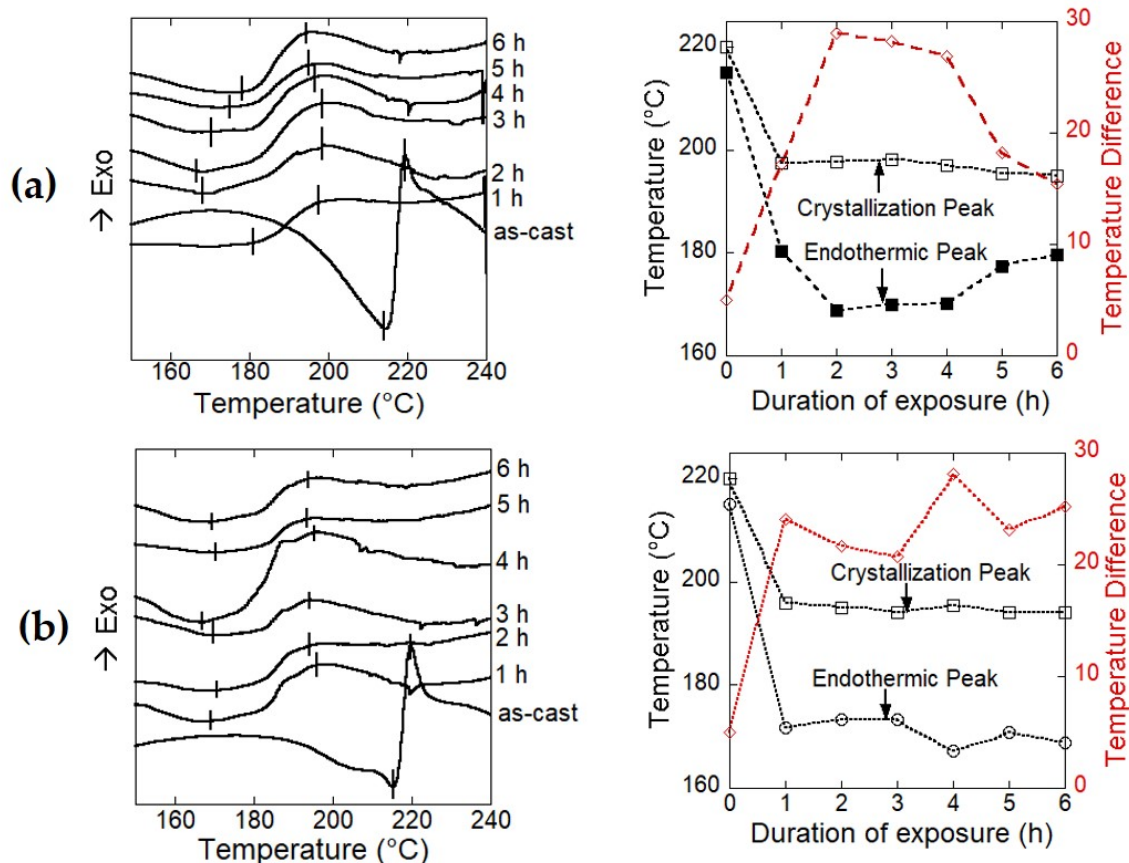 (a)
→ Exo
6 h
5 h
4 h
3 h
2 h
1 h
as-cast
160 180 200 220 240
Temperature (°C)
220
200
180
160
Temperature (°C)
30
20
10
0
Temperature Difference
Crystallization Peak
Endothermic Peak
0 1 2 3 4 5 6
Duration of exposure (h)
(b)
→ Exo
6 h
5 h
4 h
3 h
2 h
1 h
as-cast
160 180 200 220 240
Temperature (°C)
220
200
180
160
Temperature (°C)
30
20
10
0
Temperature Difference
Crystallization Peak
Endothermic Peak
0 1 2 3 4 5 6
Duration of exposure (h)